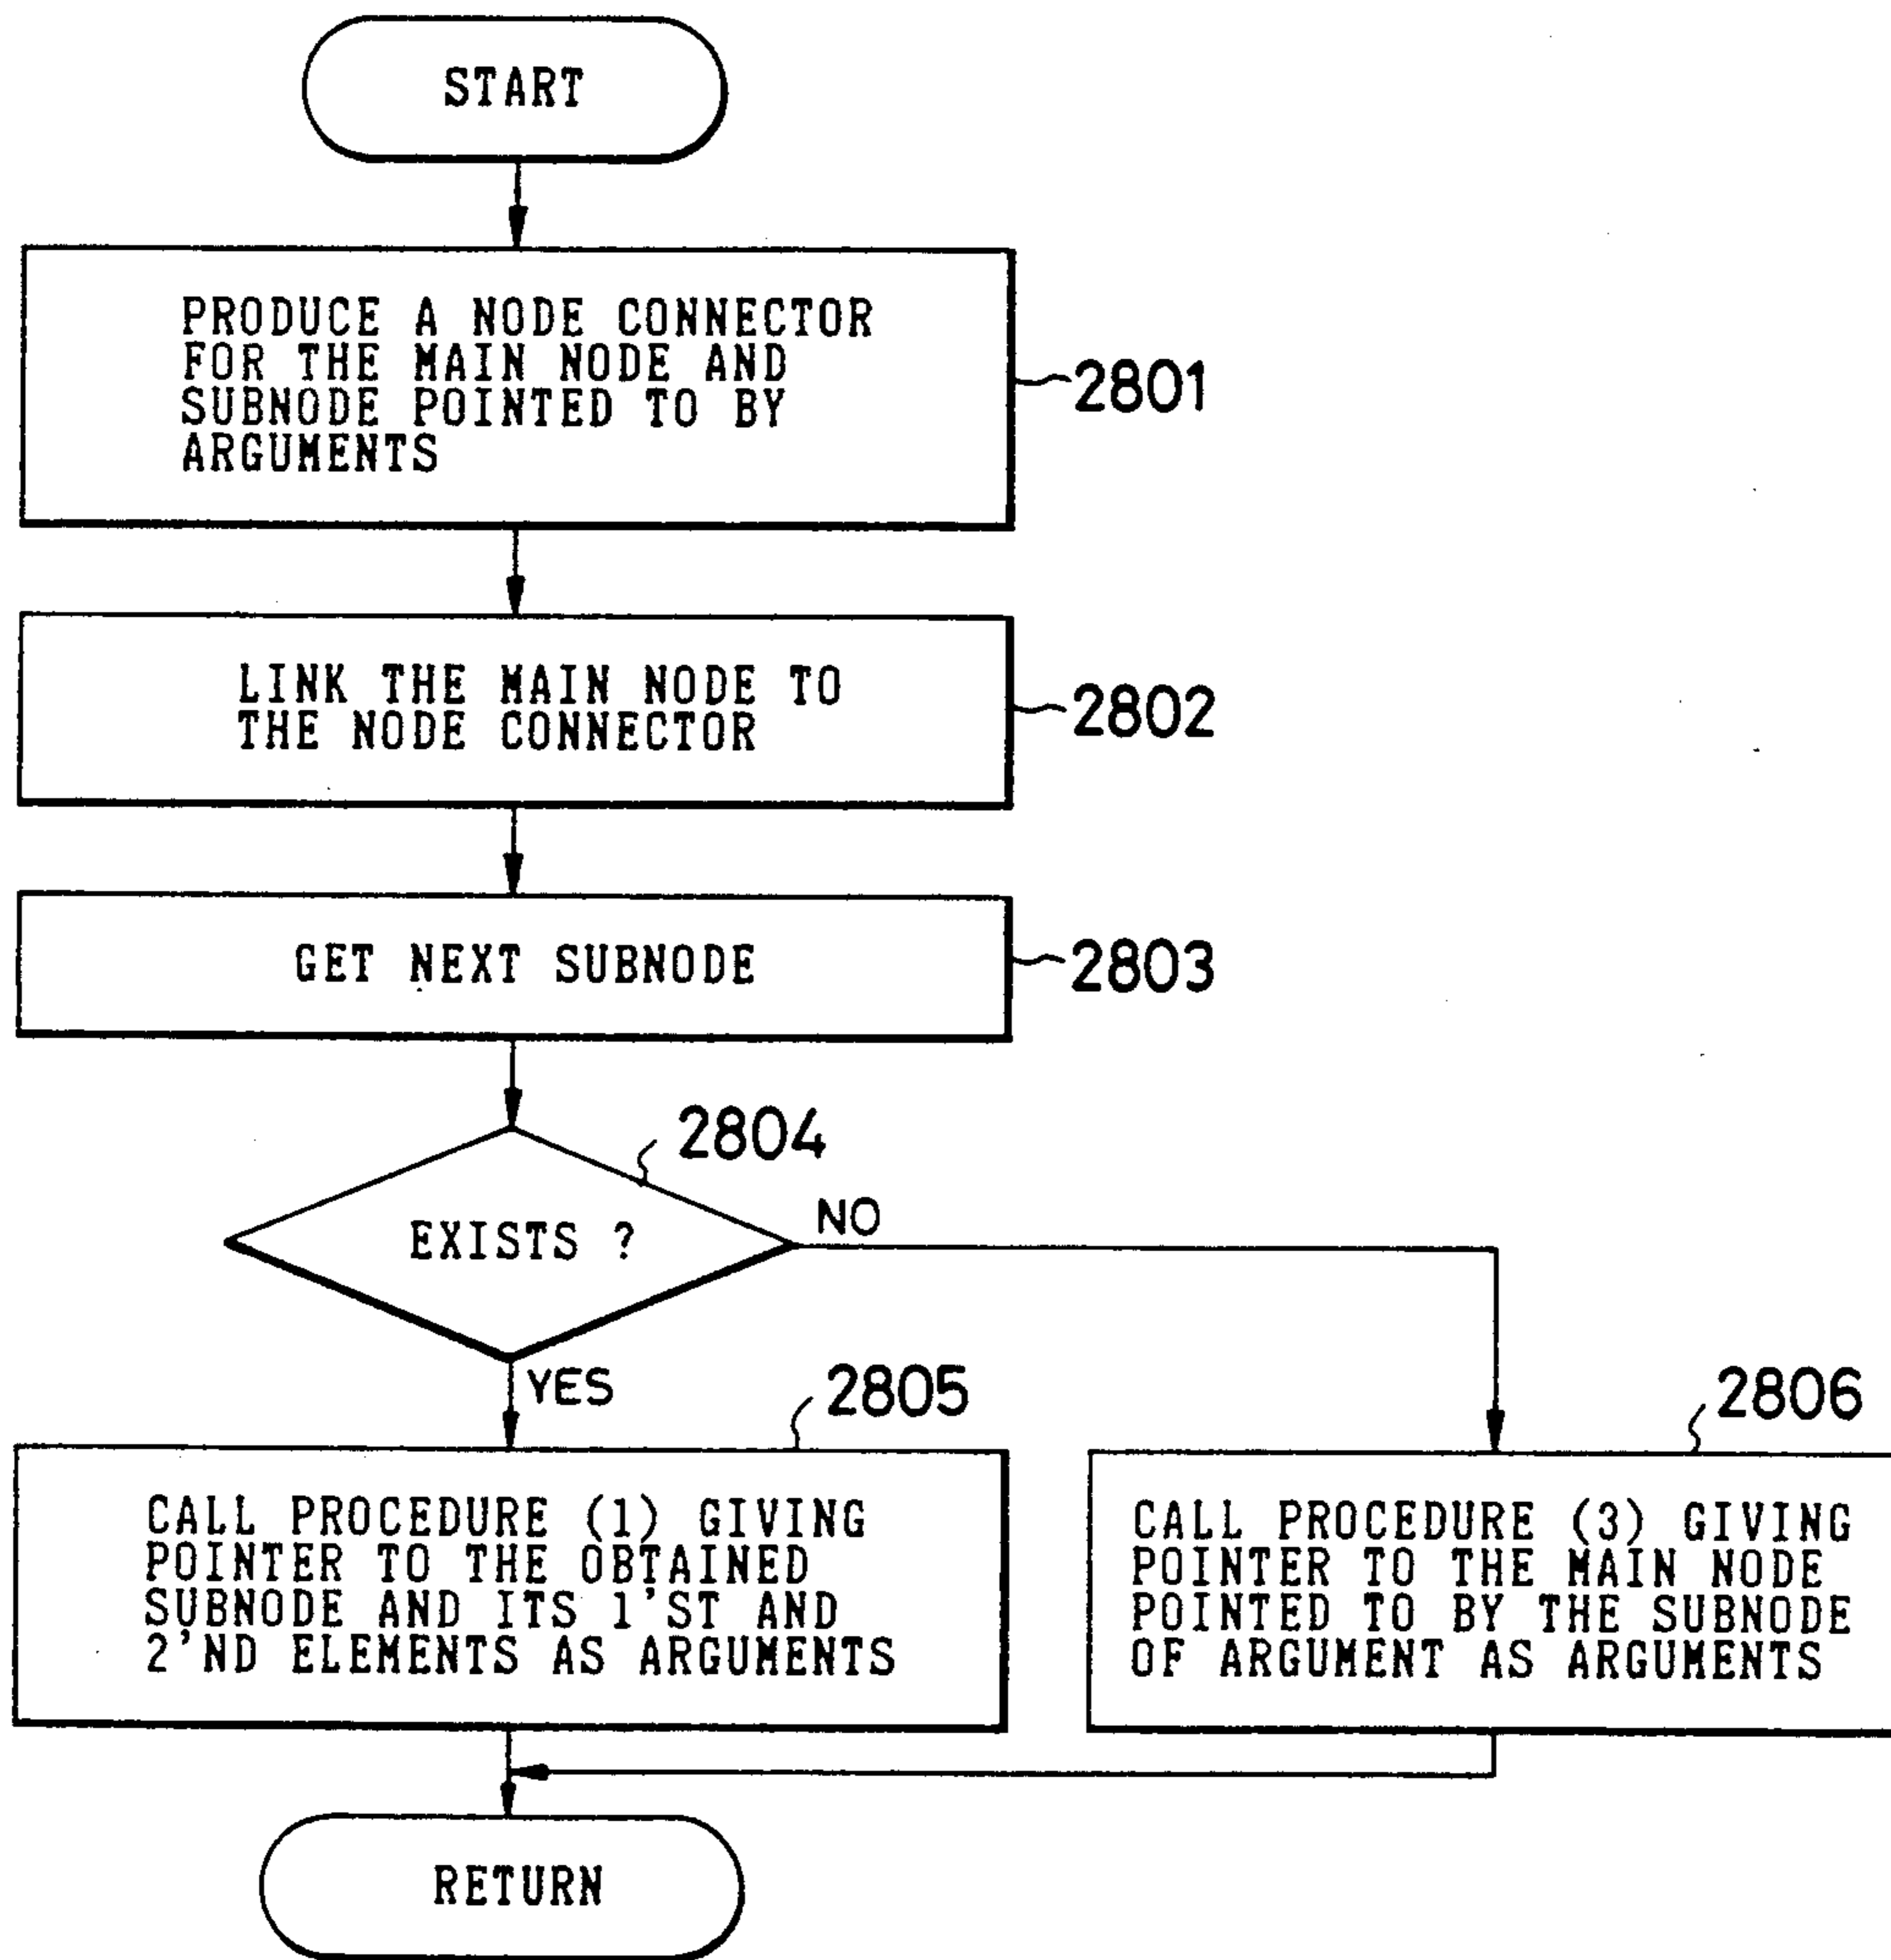 START
PRODUCE A NODE CONNECTOR
FOR THE MAIN NODE AND
SUBNODE POINTED TO BY
ARGUMENTS
2801
LINK THE MAIN NODE TO
THE NODE CONNECTOR
2802
GET NEXT SUBNODE
2803
2804
EXISTS ?
NO
YES
2805
CALL PROCEDURE (1) GIVING
POINTER TO THE OBTAINED
SUBNODE AND ITS 1'ST AND
2'ND ELEMENTS AS ARGUMENTS
2806
CALL PROCEDURE (3) GIVING
POINTER TO THE MAIN NODE
POINTED TO BY THE SUBNODE
OF ARGUMENT AS ARGUMENTS
RETURN